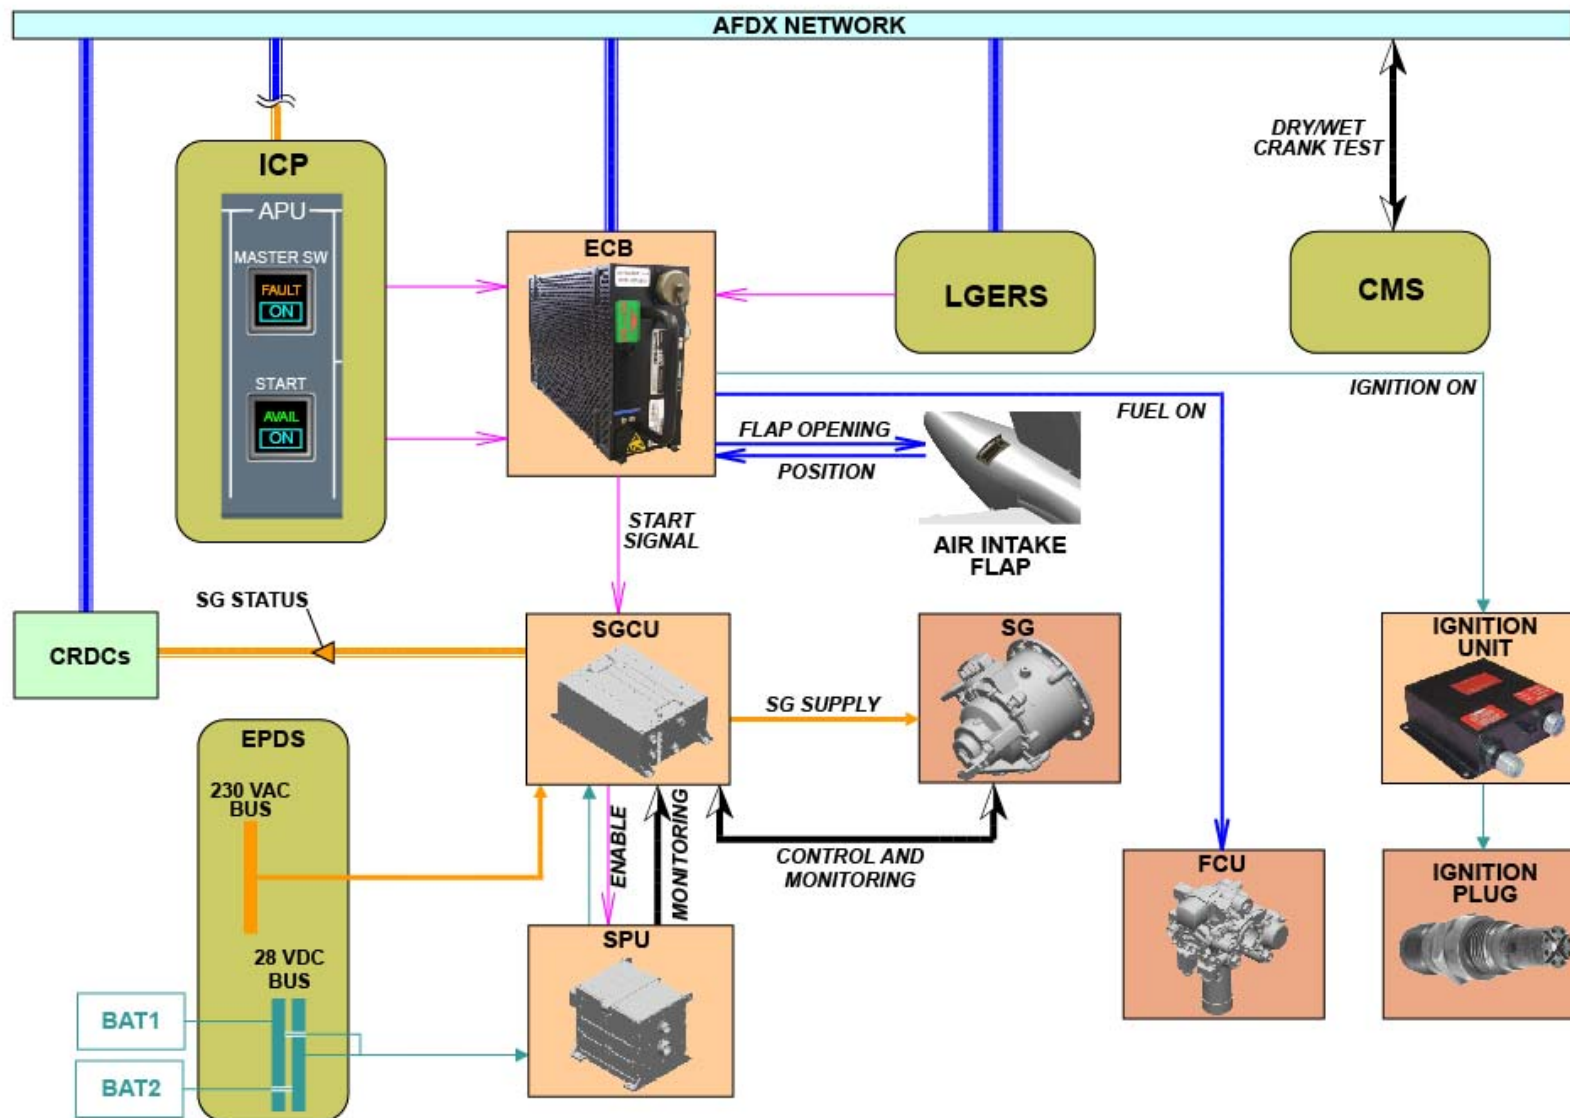 AFDX NETWORK
DRY/WET
CRANK TEST
ICP
APU
MASTER SW
FAULT
ON
START
AVAIL
ON
ECB
LGERS
CMS
IGNITION ON
FUEL ON
FLAP OPENING
POSITION
AIR INTAKE
FLAP
START
SIGNAL
SG STATUS
CRDCs
SGCU
SG SUPPLY
SG
IGNITION
UNIT
EPDS
230 VAC
BUS
ENABLE
MONITORING
CONTROL AND
MONITORING
FCU
IGNITION
PLUG
SPU
28 VDC
BUS
BAT1
BAT2